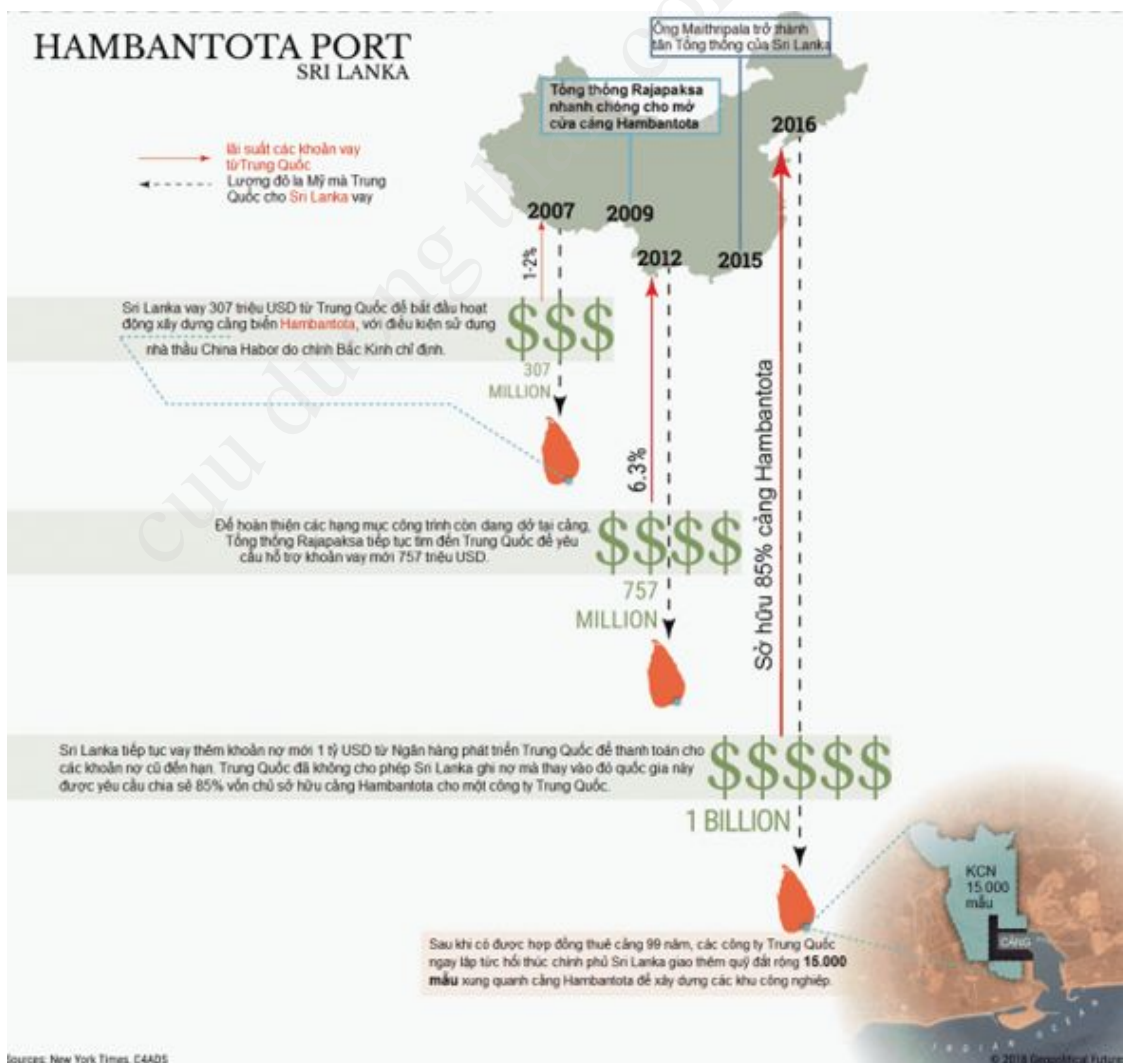 HAMBANTOTA PORT
SRI LANKA
lãi suất các khoản vay
từTrung Quốc
Lượng đô la Mỹ mà Trung
Quốc cho Sri Lanka vay
Ông Maithripala trở thành
tân Tổng thống của Sri Lanka
Tổng thống Rajapaksa
nhanh chóng cho mở
cửa cảng Hambantota
2016
2007
2009
2012
2015
1-2%
Sri Lanka vay 307 triệu USD từ Trung Quốc để bắt đầu hoạt
động xây dựng cảng biển Hambantota, với điều kiện sử dụng
nhà thầu China Habor do chính Bắc Kinh chỉ định.
$$$
307
MILLION
6.3%
Để hoàn thiện các hạng mục công trình còn dang dở tại cảng,
Tổng thống Rajapaksa tiếp tục tìm đến Trung Quốc để yêu
cầu hỗ trợ khoản vay mới 757 triệu USD.
$$$$
757
MILLION
Sở hữu 85% cảng Hambantota
Sri Lanka tiếp tục vay thêm khoản nợ mới 1 tỷ USD từ Ngân hàng phát triển Trung Quốc để thanh toán cho
các khoản nợ cũ đến hạn. Trung Quốc đã không cho phép Sri Lanka ghi nợ mà thay vào đó quốc gia này
được yêu cầu chia sẻ 85% vốn chủ sở hữu cảng Hambantota cho một công ty Trung Quốc.
$$$$$
1 BILLION
KCN
15.000
mẫu
CẢNG
Sau khi có được hợp đồng thuê cảng 99 năm, các công ty Trung Quốc
ngay lập tức hối thúc chính phủ Sri Lanka giao thêm quỹ đất rộng 15.000
mẫu xung quanh cảng Hambantota để xây dựng các khu công nghiệp.
INDIAN OCEAN
Sources: New York Times, C4ADS
© 2018 Geopolitical Future
cuu duong